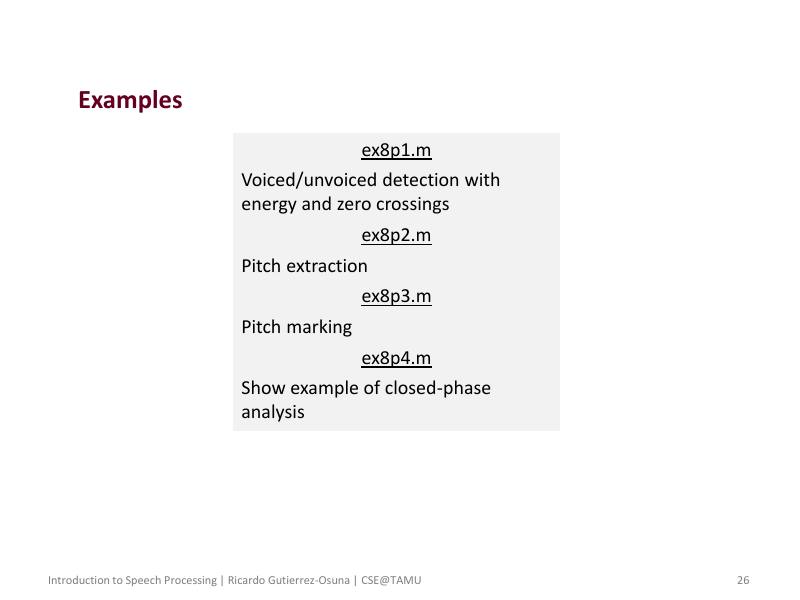 Examples
ex8p1.m
Voiced/unvoiced detection with
energy and zero crossings
ex8p2.m
Pitch extraction
ex8p3.m
Pitch marking
ex8p4.m
Show example of closed-phase
analysis
Introduction to Speech Processing | Ricardo Gutierrez-Osuna | CSE@TAMU
26